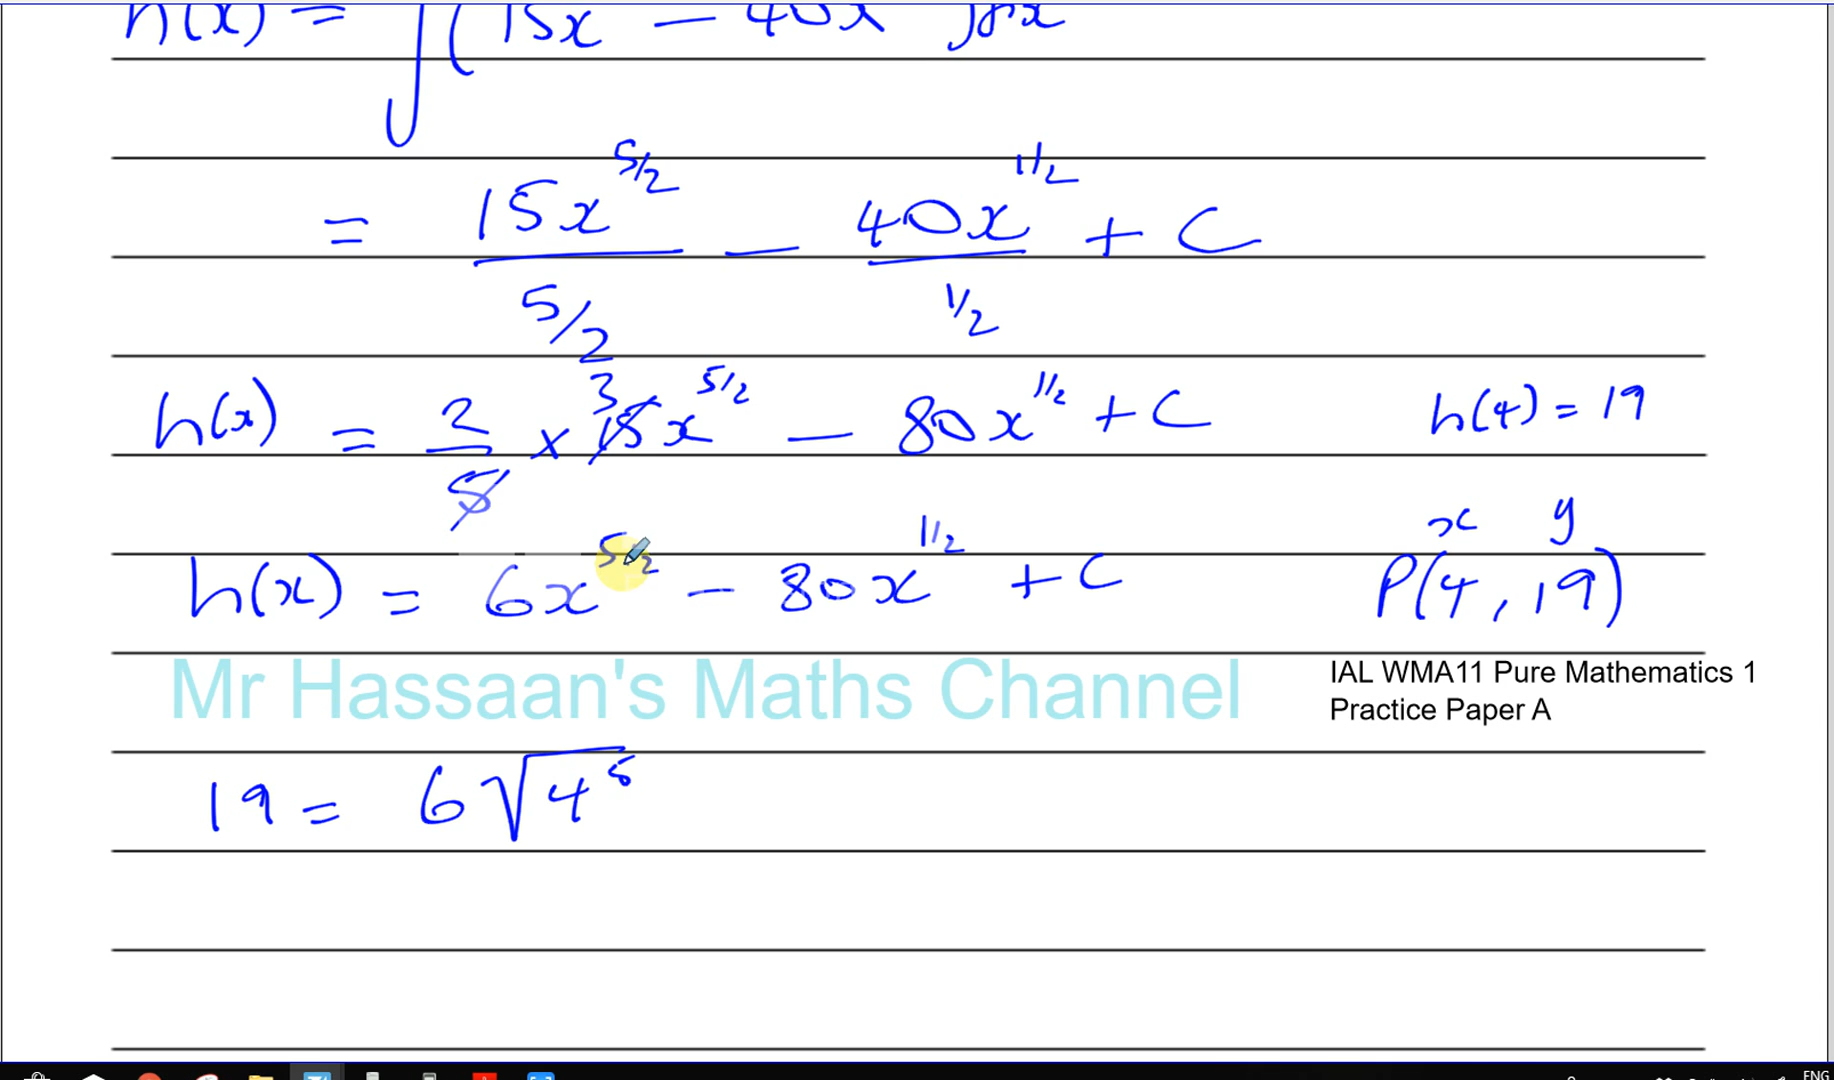 h(x) = ∫(15x − 40x )dx
= 15x^5/2 / 5/2 − 40x^1/2 / 1/2 + C
h(x) = 2/5 × 15 3 x^5/2 − 80x^1/2 + C h(4) = 19
x y
h(x) = 6x^5/2 − 80x^1/2 + C P(4, 19)
Mr Hassaan's Maths Channel
IAL WMA11 Pure Mathematics 1
Practice Paper A
19 = 6√4^5
ENG